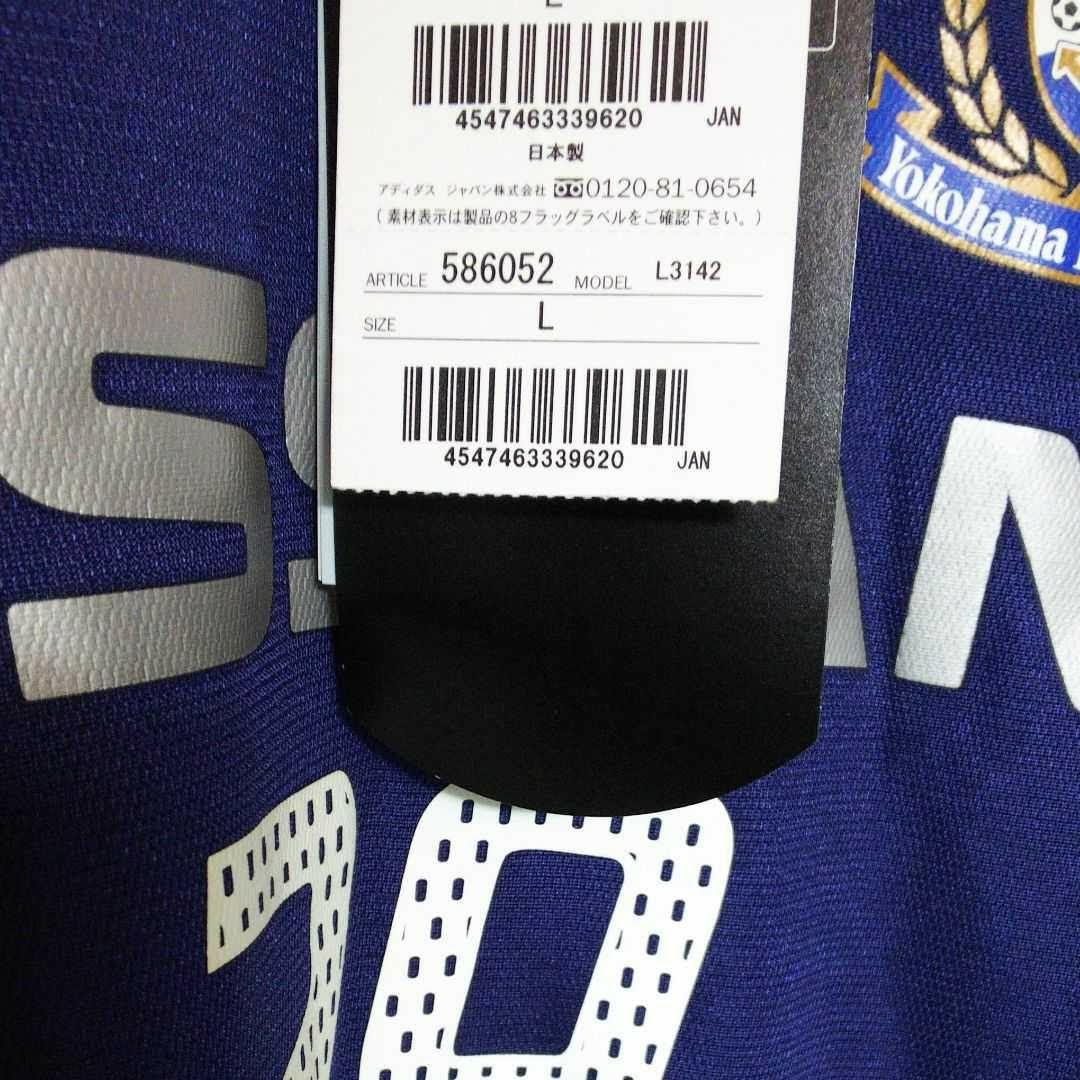 L
4547463339620 JAN
日本製
アディダス ジャパン株式会社 0120-81-0654
(素材表示は製品の8フラッグラベルをご確認下さい。)
ARTICLE 586052 MODEL L3142
SIZE L
4547463339620 JAN
Yokohama
SSAN